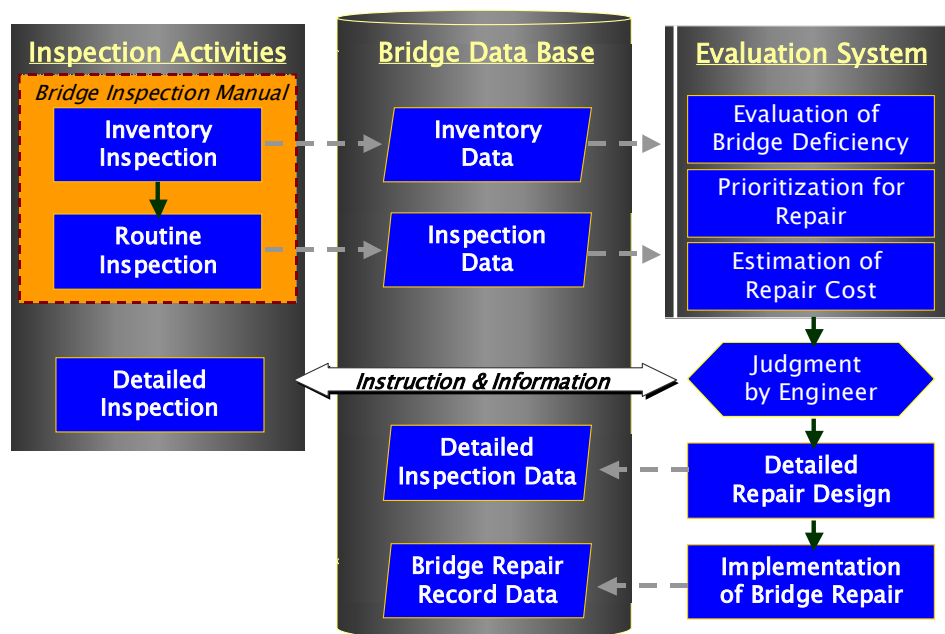 Inspection Activities
Bridge Inspection Manual
Inventory
Inspection
Routine
Inspection
Detailed
Inspection
Bridge Data Base
Inventory
Data
Inspection
Data
Instruction & Information
Detailed
Inspection Data
Bridge Repair
Record Data
Evaluation System
Evaluation of
Bridge Deficiency
Prioritization for
Repair
Estimation of
Repair Cost
Judgment
by Engineer
Detailed
Repair Design
Implementation
of Bridge Repair